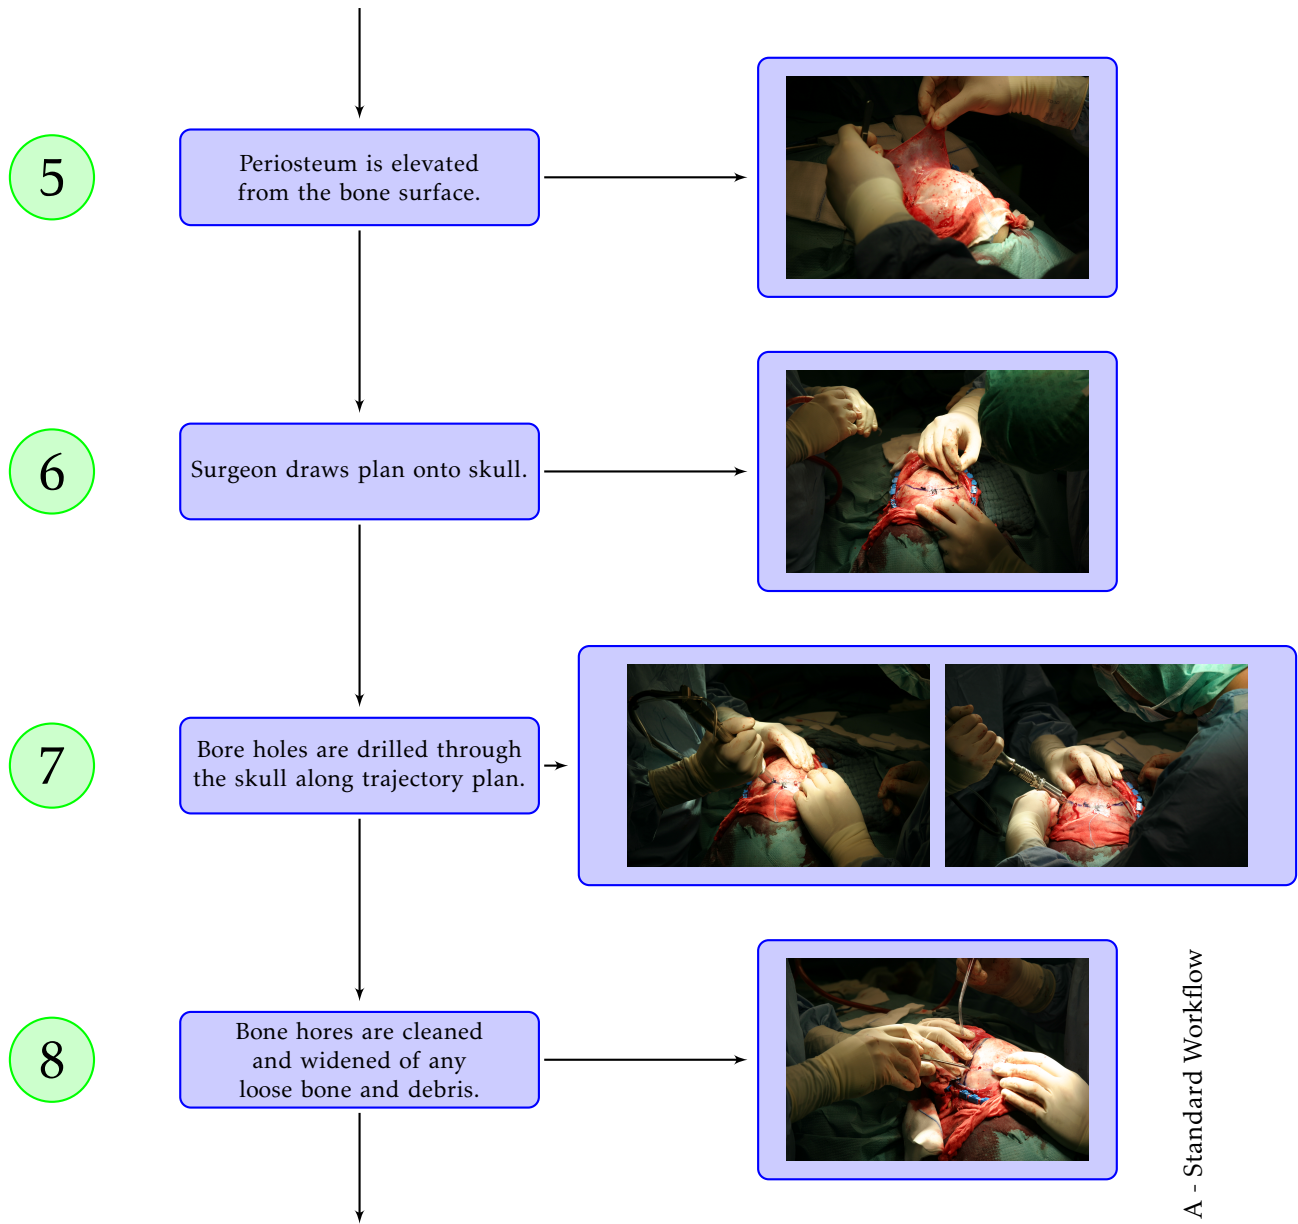 5
Periosteum is elevated
from the bone surface.
6
Surgeon draws plan onto skull.
7
Bore holes are drilled through
the skull along trajectory plan.
8
Bone hores are cleaned
and widened of any
loose bone and debris.
A - Standard Workflow